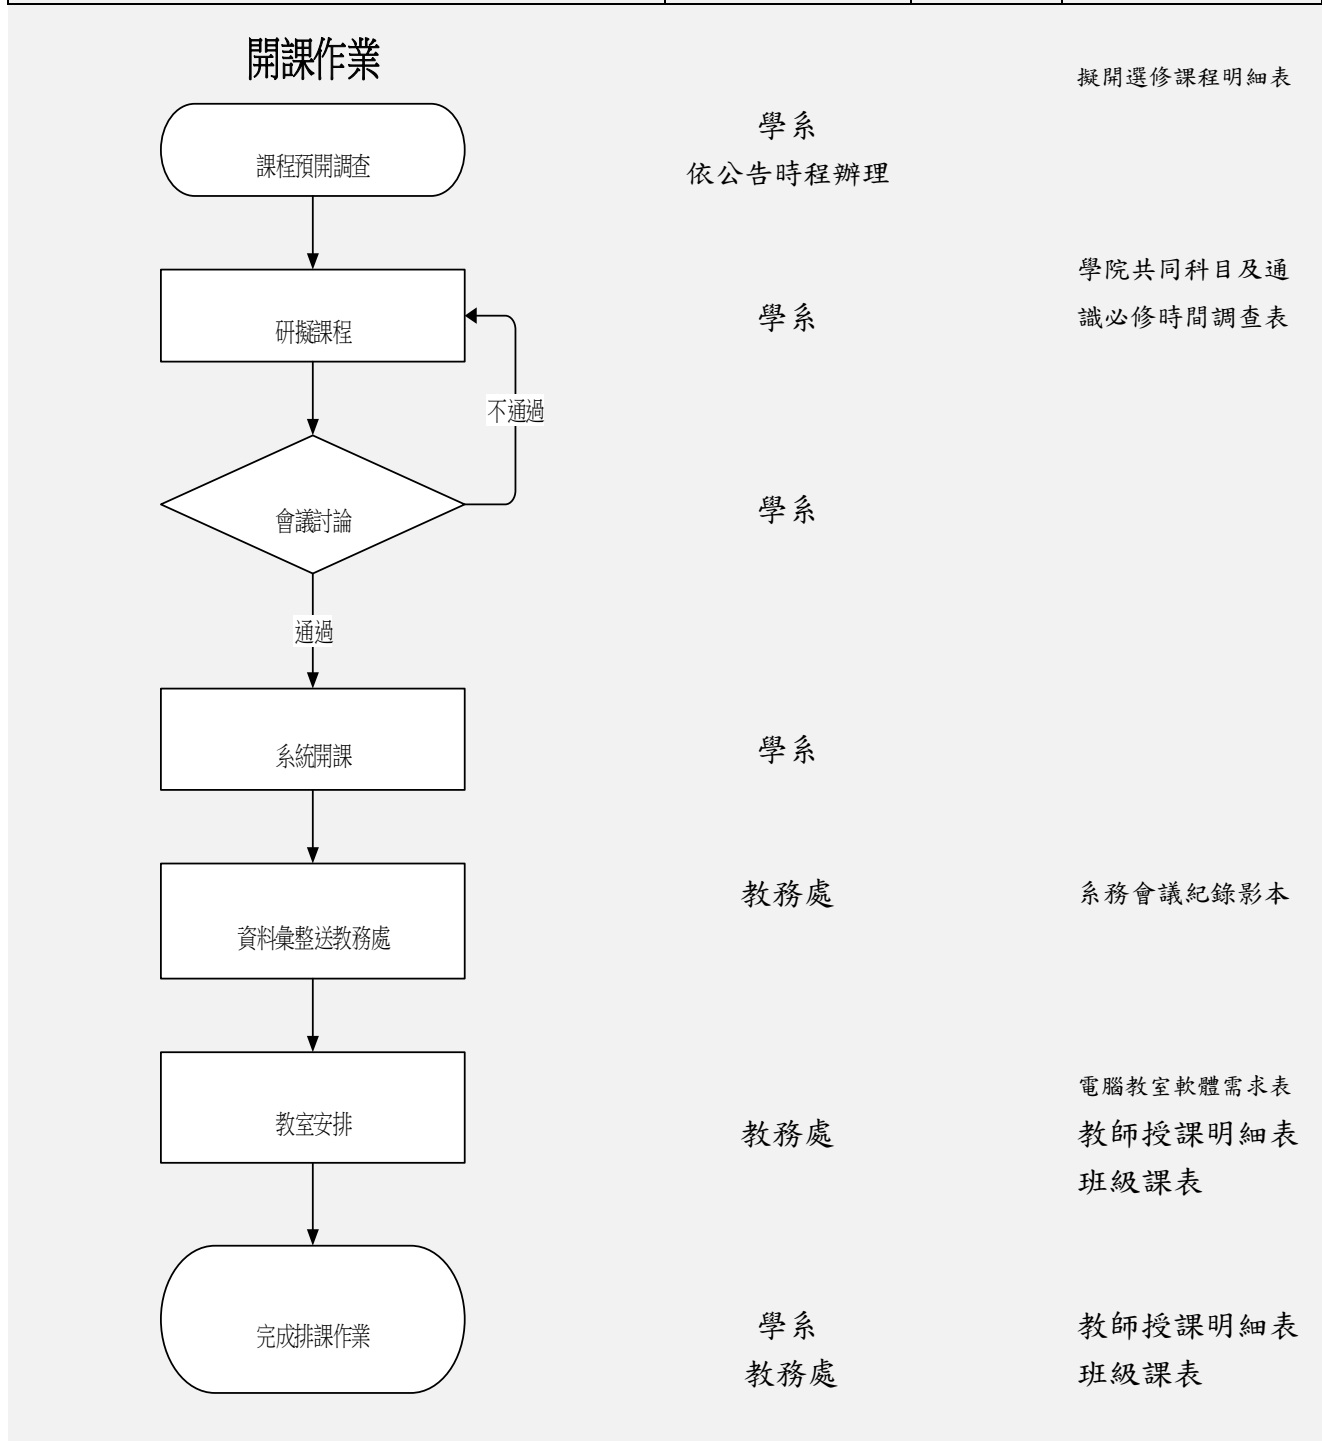 開課作業
擬開選修課程明細表
課程預開調查
學系
依公告時程辦理
研擬課程
學系
學院共同科目及通
識必修時間調查表
不通過
會議討論
學系
通過
系統開課
學系
資料彙整送教務處
教務處
系務會議紀錄影本
教室安排
教務處
電腦教室軟體需求表
教師授課明細表
班級課表
完成排課作業
學系
教務處
教師授課明細表
班級課表